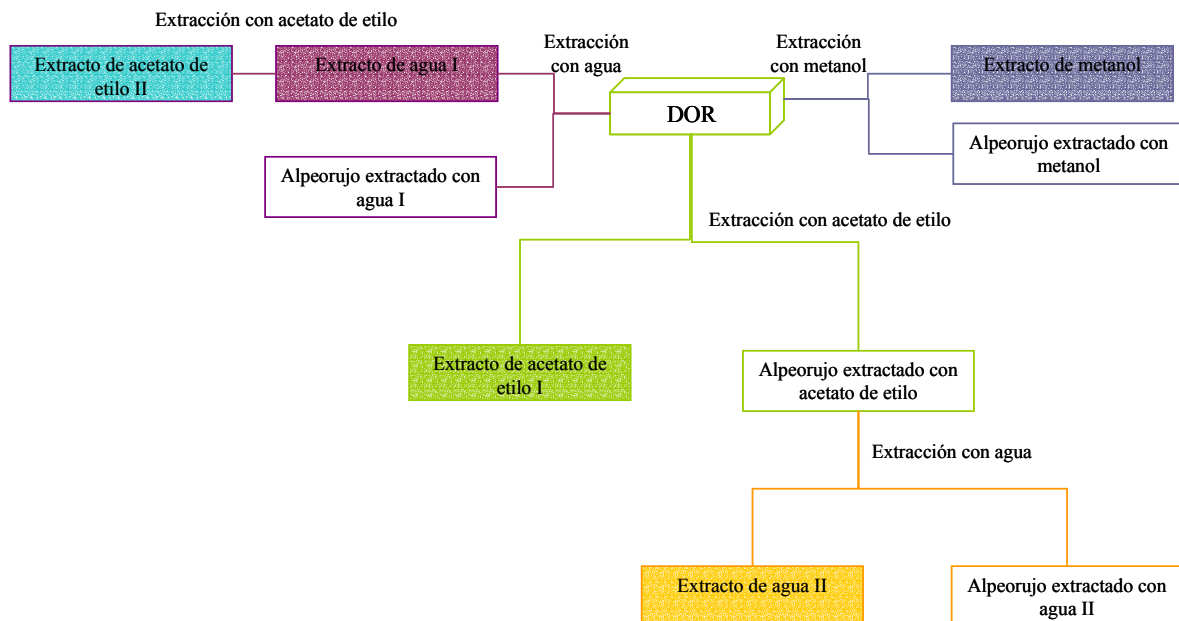 Extracción con acetato de etilo
Extracto de acetato de
etilo II
Extracto de agua I
Extracción
con agua
Extracción
con metanol
Extracto de metanol
DOR
Alpeorujo extractado con
metanol
Alpeorujo extractado con
agua I
Extracción con acetato de etilo
Extracto de acetato de
etilo I
Alpeorujo extractado con
acetato de etilo
Extracción con agua
Extracto de agua II
Alpeorujo extractado con
agua II